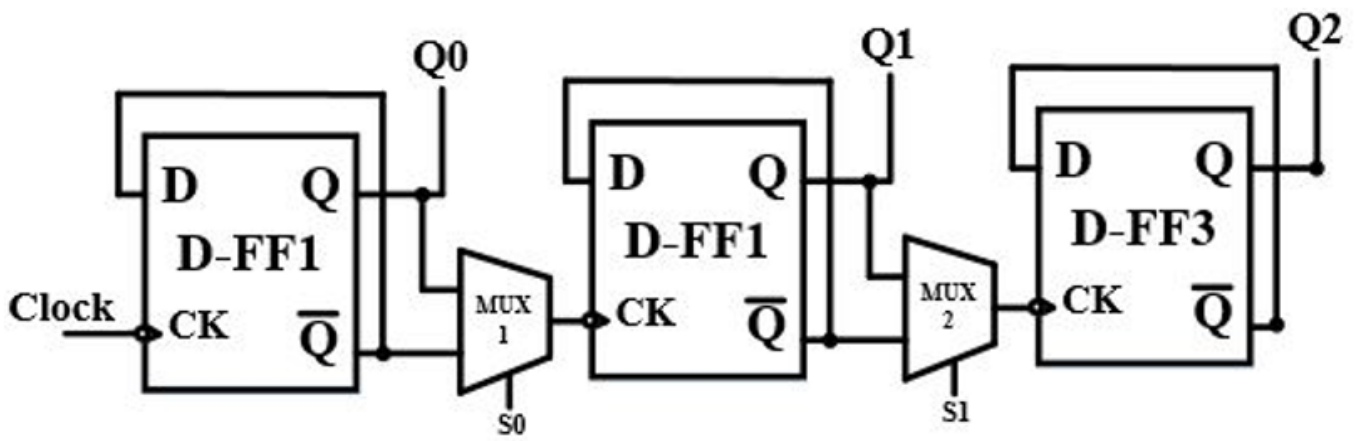 Q0
Q1
Q2
D
Q
D-FF1
Clock
CK
Q̅
MUX
1
S0
D
Q
D-FF1
CK
Q̅
MUX
2
S1
D
Q
D-FF3
CK
Q̅